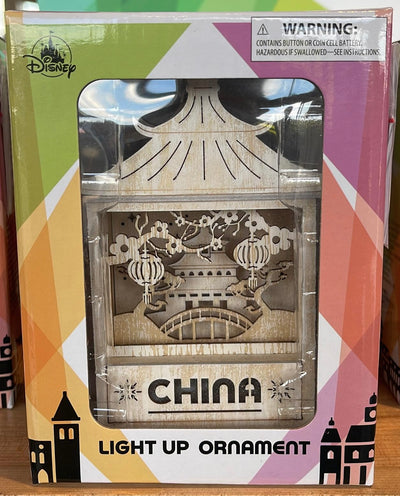 Disney
WARNING:
CONTAINS BUTTON OR COIN CELL BATTERY.
HAZARDOUS IF SWALLOWED—SEE INSTRUCTIONS.
CHINA
LIGHT UP ORNAMENT